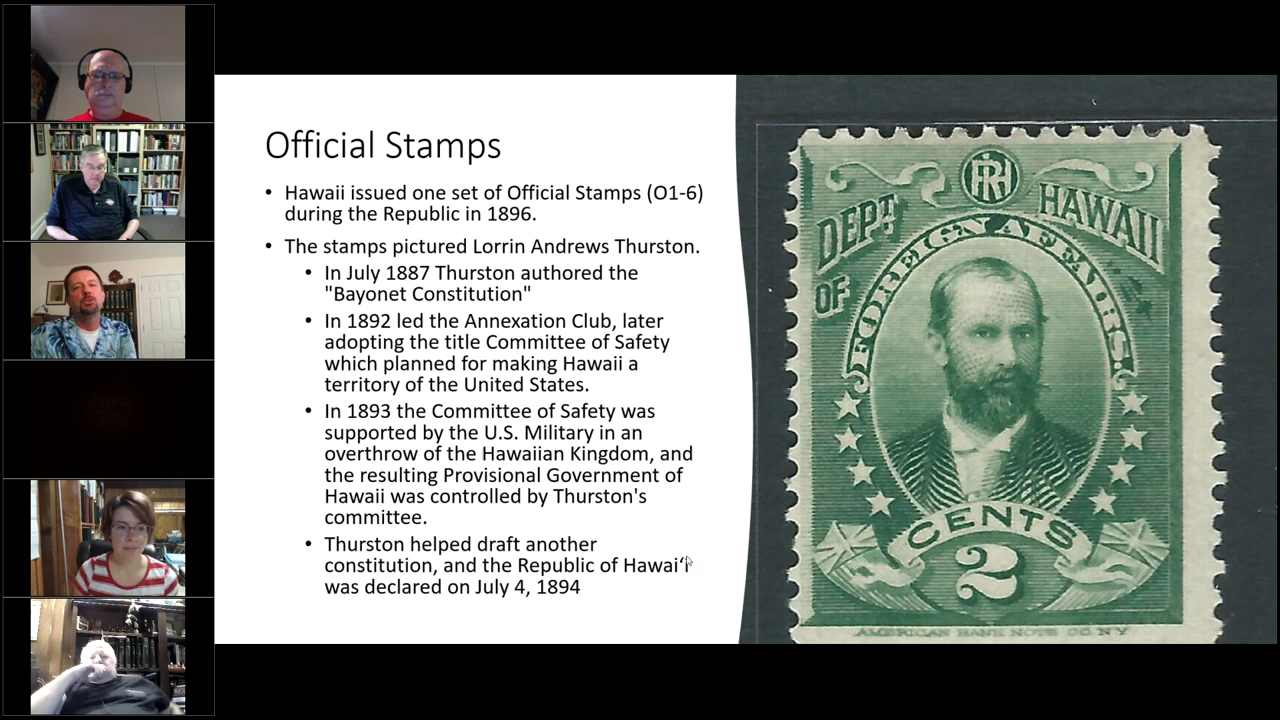 Official Stamps
• Hawaii issued one set of Official Stamps (O1-6)
during the Republic in 1896.
• The stamps pictured Lorrin Andrews Thurston.
• In July 1887 Thurston authored the
"Bayonet Constitution"
• In 1892 led the Annexation Club, later
adopting the title Committee of Safety
which planned for making Hawaii a
territory of the United States.
• In 1893 the Committee of Safety was
supported by the U.S. Military in an
overthrow of the Hawaiian Kingdom, and
the resulting Provisional Government of
Hawaii was controlled by Thurston's
committee.
• Thurston helped draft another
constitution, and the Republic of Hawaiʻi
was declared on July 4, 1894
DEPT HAWAII
OF
FOREIGN AFFAIRS.
CENTS
2
AMERICAN BANK NOTE CO NY